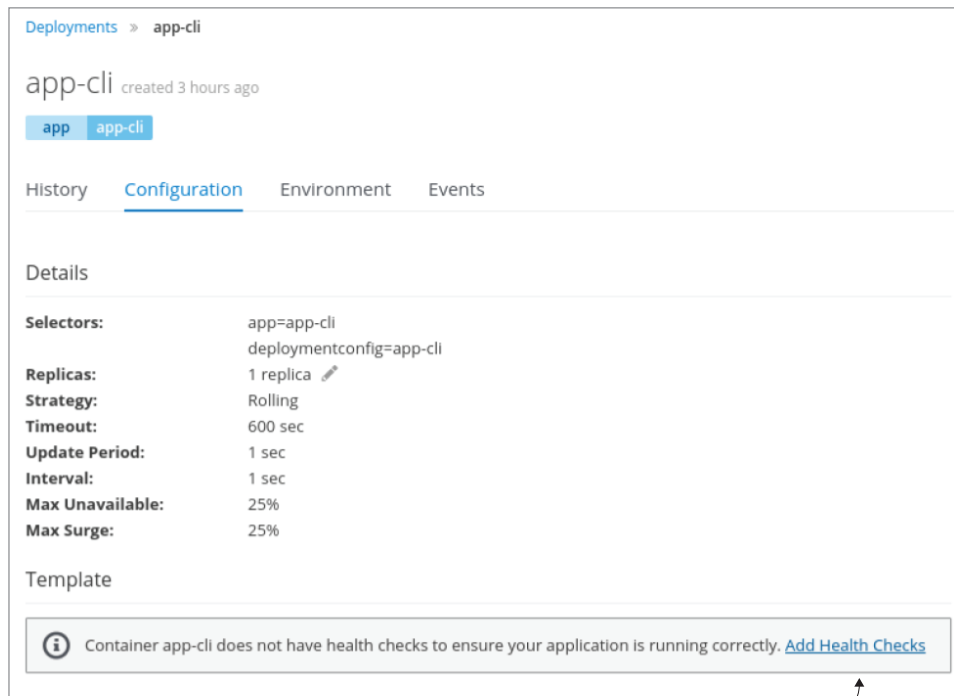 Deployments » app-cli
app-cli created 3 hours ago
app app-cli
History Configuration Environment Events
Details
Selectors: app=app-cli
deploymentconfig=app-cli
Replicas: 1 replica
Strategy: Rolling
Timeout: 600 sec
Update Period: 1 sec
Interval: 1 sec
Max Unavailable: 25%
Max Surge: 25%
Template
Container app-cli does not have health checks to ensure your application is running correctly. Add Health Checks